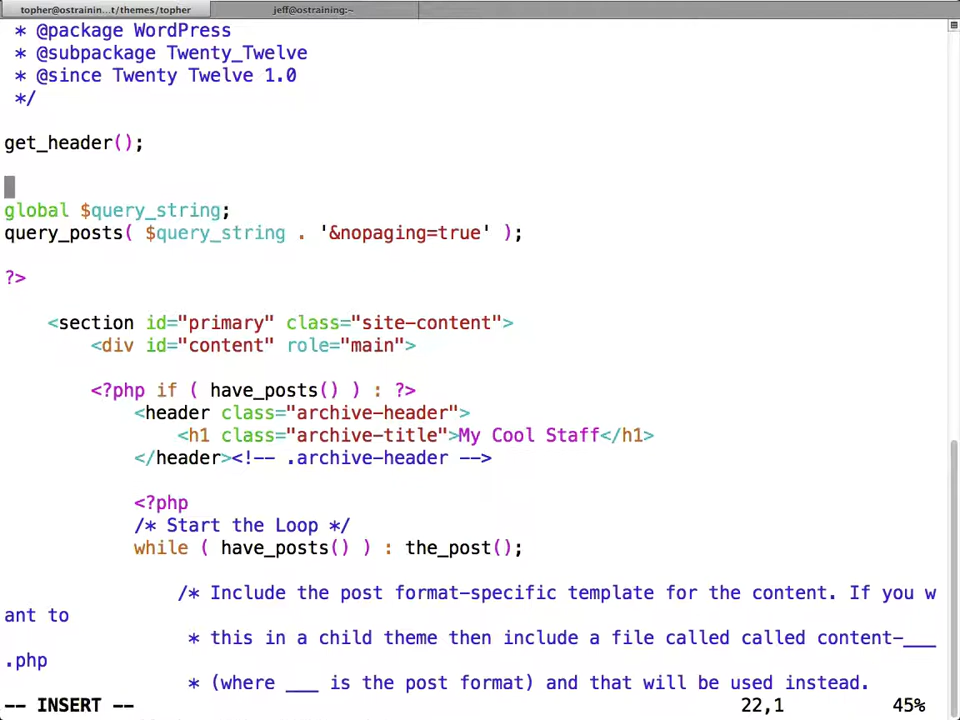 topher@ostrainin...t/themes/topher
jeff@ostraining:~
* @package WordPress
* @subpackage Twenty_Twelve
* @since Twenty Twelve 1.0
*/
get_header();
global $query_string;
query_posts( $query_string . '&nopaging=true' );
?>
<section id="primary" class="site-content">
<div id="content" role="main">
<?php if ( have_posts() ) : ?>
<header class="archive-header">
<h1 class="archive-title">My Cool Staff</h1>
</header><!-- .archive-header -->
<?php
/* Start the Loop */
while ( have_posts() ) : the_post();
/* Include the post format-specific template for the content. If you w
ant to
* this in a child theme then include a file called called content-___
.php
* (where ___ is the post format) and that will be used instead.
-- INSERT --
22,1
45%